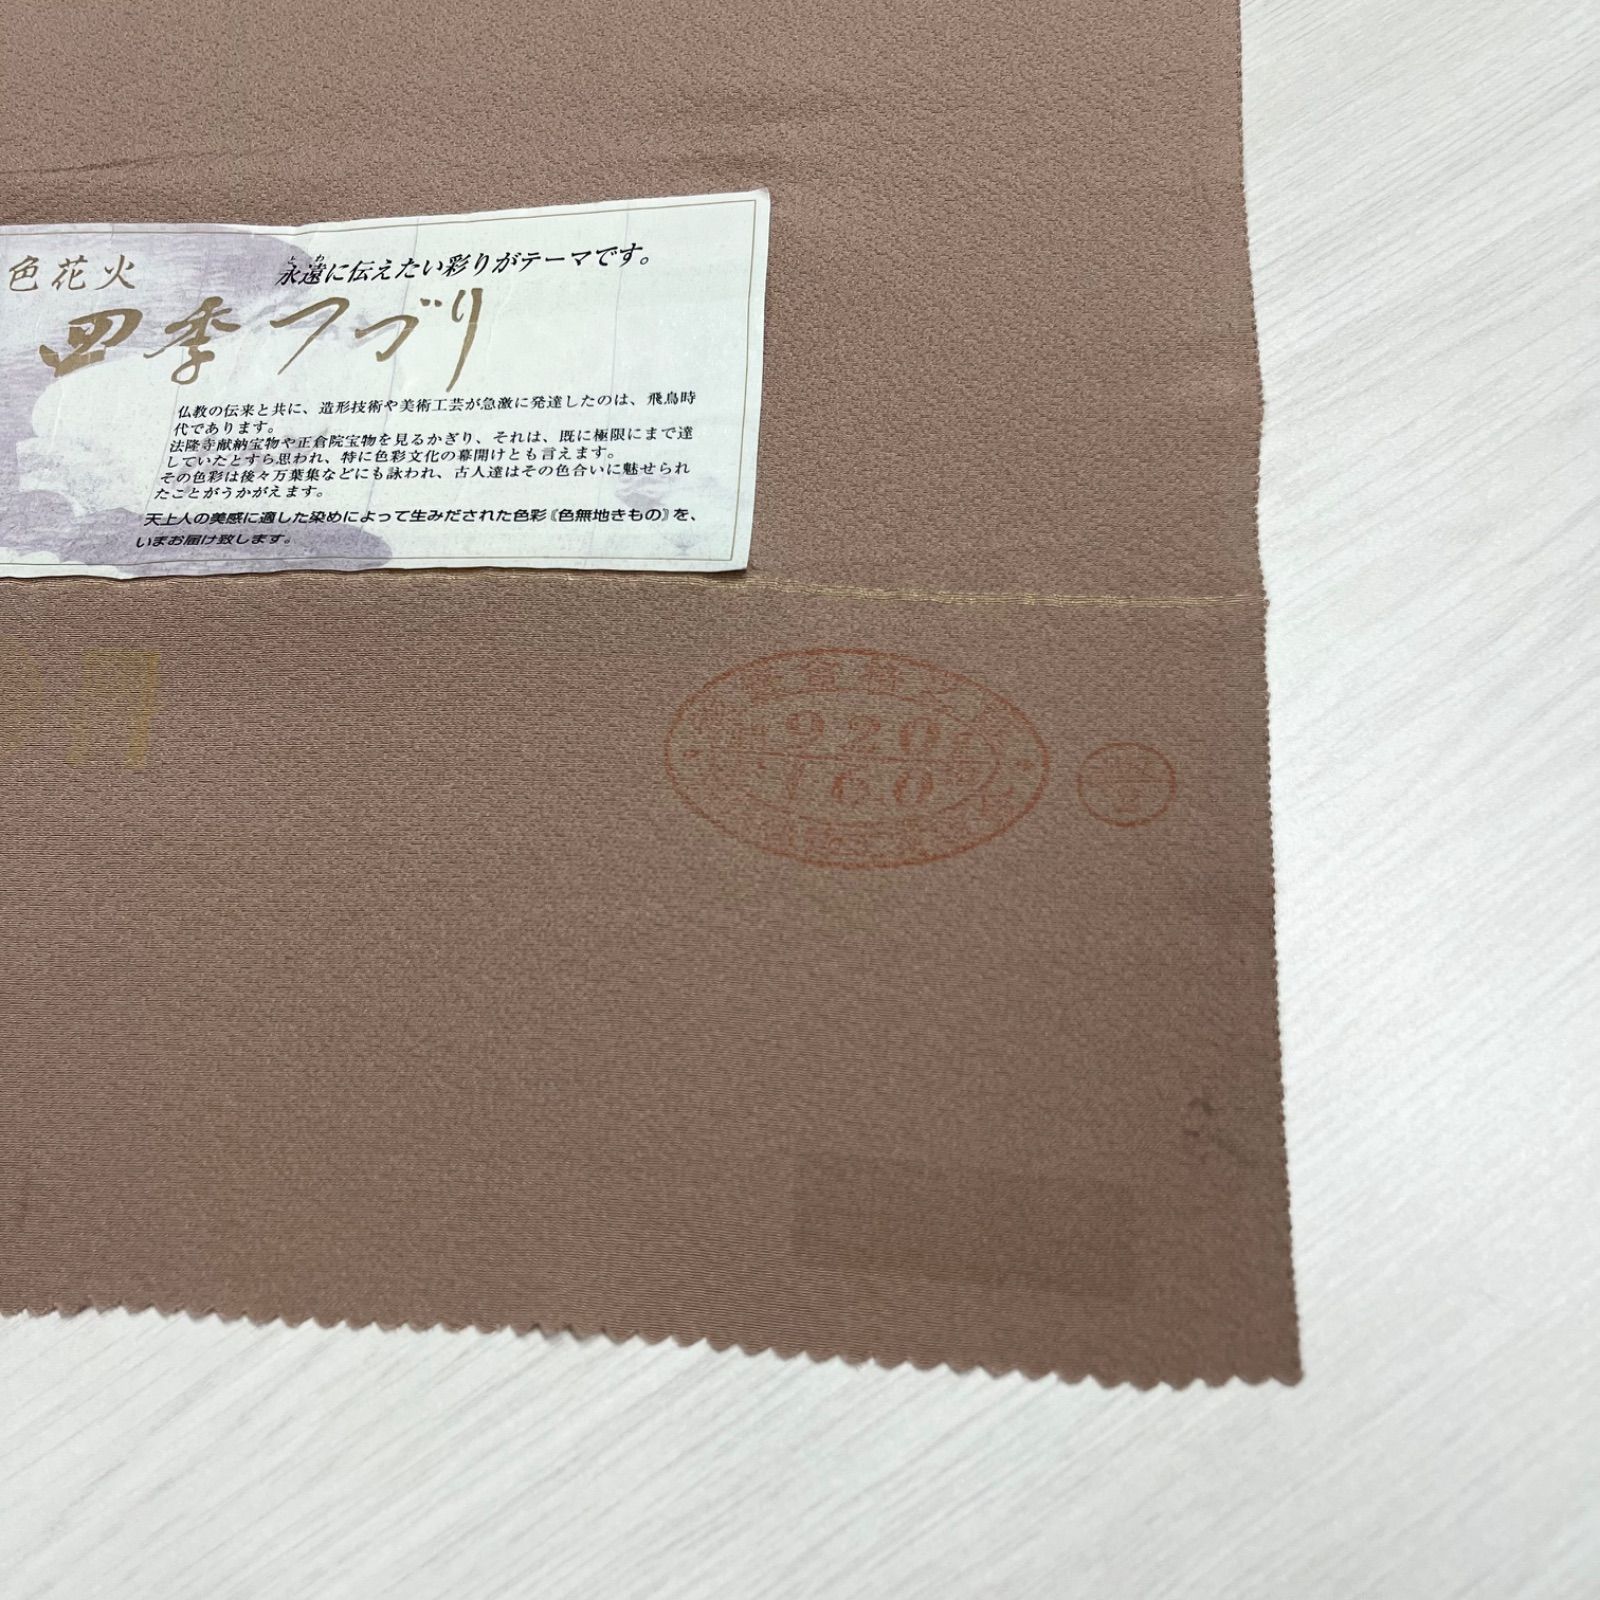 色花火
永遠に伝えたい彩りがテーマです。
四季つづり
仏教の伝来と共に、造形技術や美術工芸が急激に発達したのは、飛鳥時
代であります。
法隆寺献納宝物や正倉院宝物を見るかぎり、それは、既に極限にまで達
していたとすら思われ、特に色彩文化の幕開けとも言えます。
その色彩は後々万葉集などにも詠われ、古人達はその色合いに魅せられ
たことがうかがえます。
天上人の美感に適した染めによって生みだされた色彩《色無地きもの》を、
いまお届け致します。
920
160